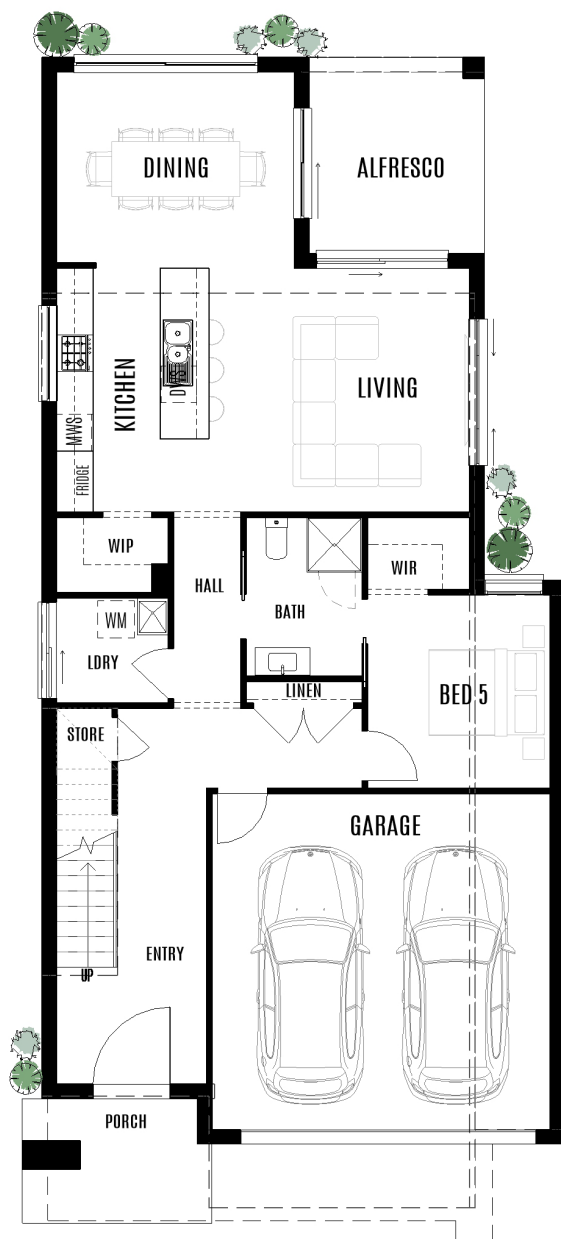 DINING
ALFRESCO
KITCHEN
DW/S
LIVING
MWS
FRIDGE
WIP
HALL
BATH
WIR
WM
LDRY
LINEN
BED 5
STORE
GARAGE
ENTRY
UP
PORCH